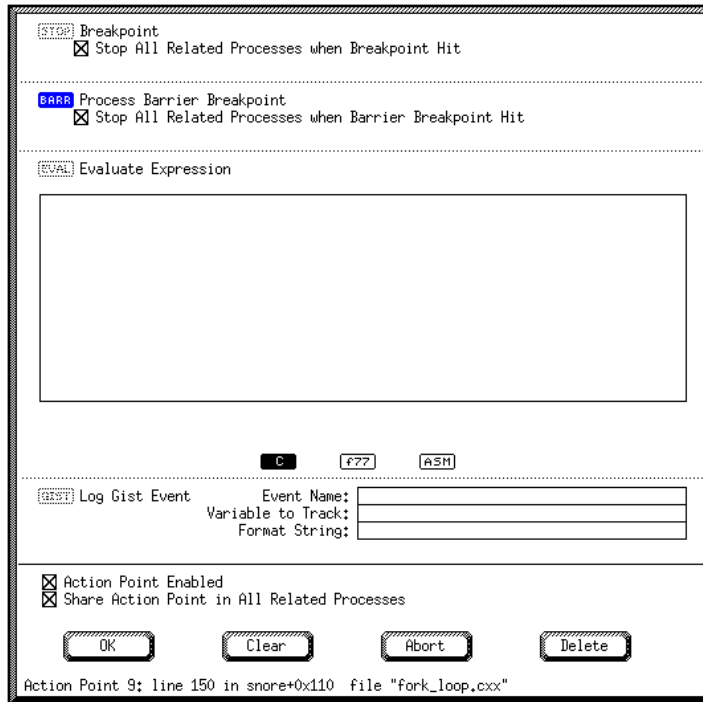 STOP Breakpoint
Stop All Related Processes when Breakpoint Hit
BARR Process Barrier Breakpoint
Stop All Related Processes when Barrier Breakpoint Hit
EVAL Evaluate Expression
C f77 ASM
GIST Log Gist Event Event Name:
Variable to Track:
Format String:
Action Point Enabled
Share Action Point in All Related Processes
OK Clear Abort Delete
Action Point 9: line 150 in snore+0x110 file "fork_loop.cxx"